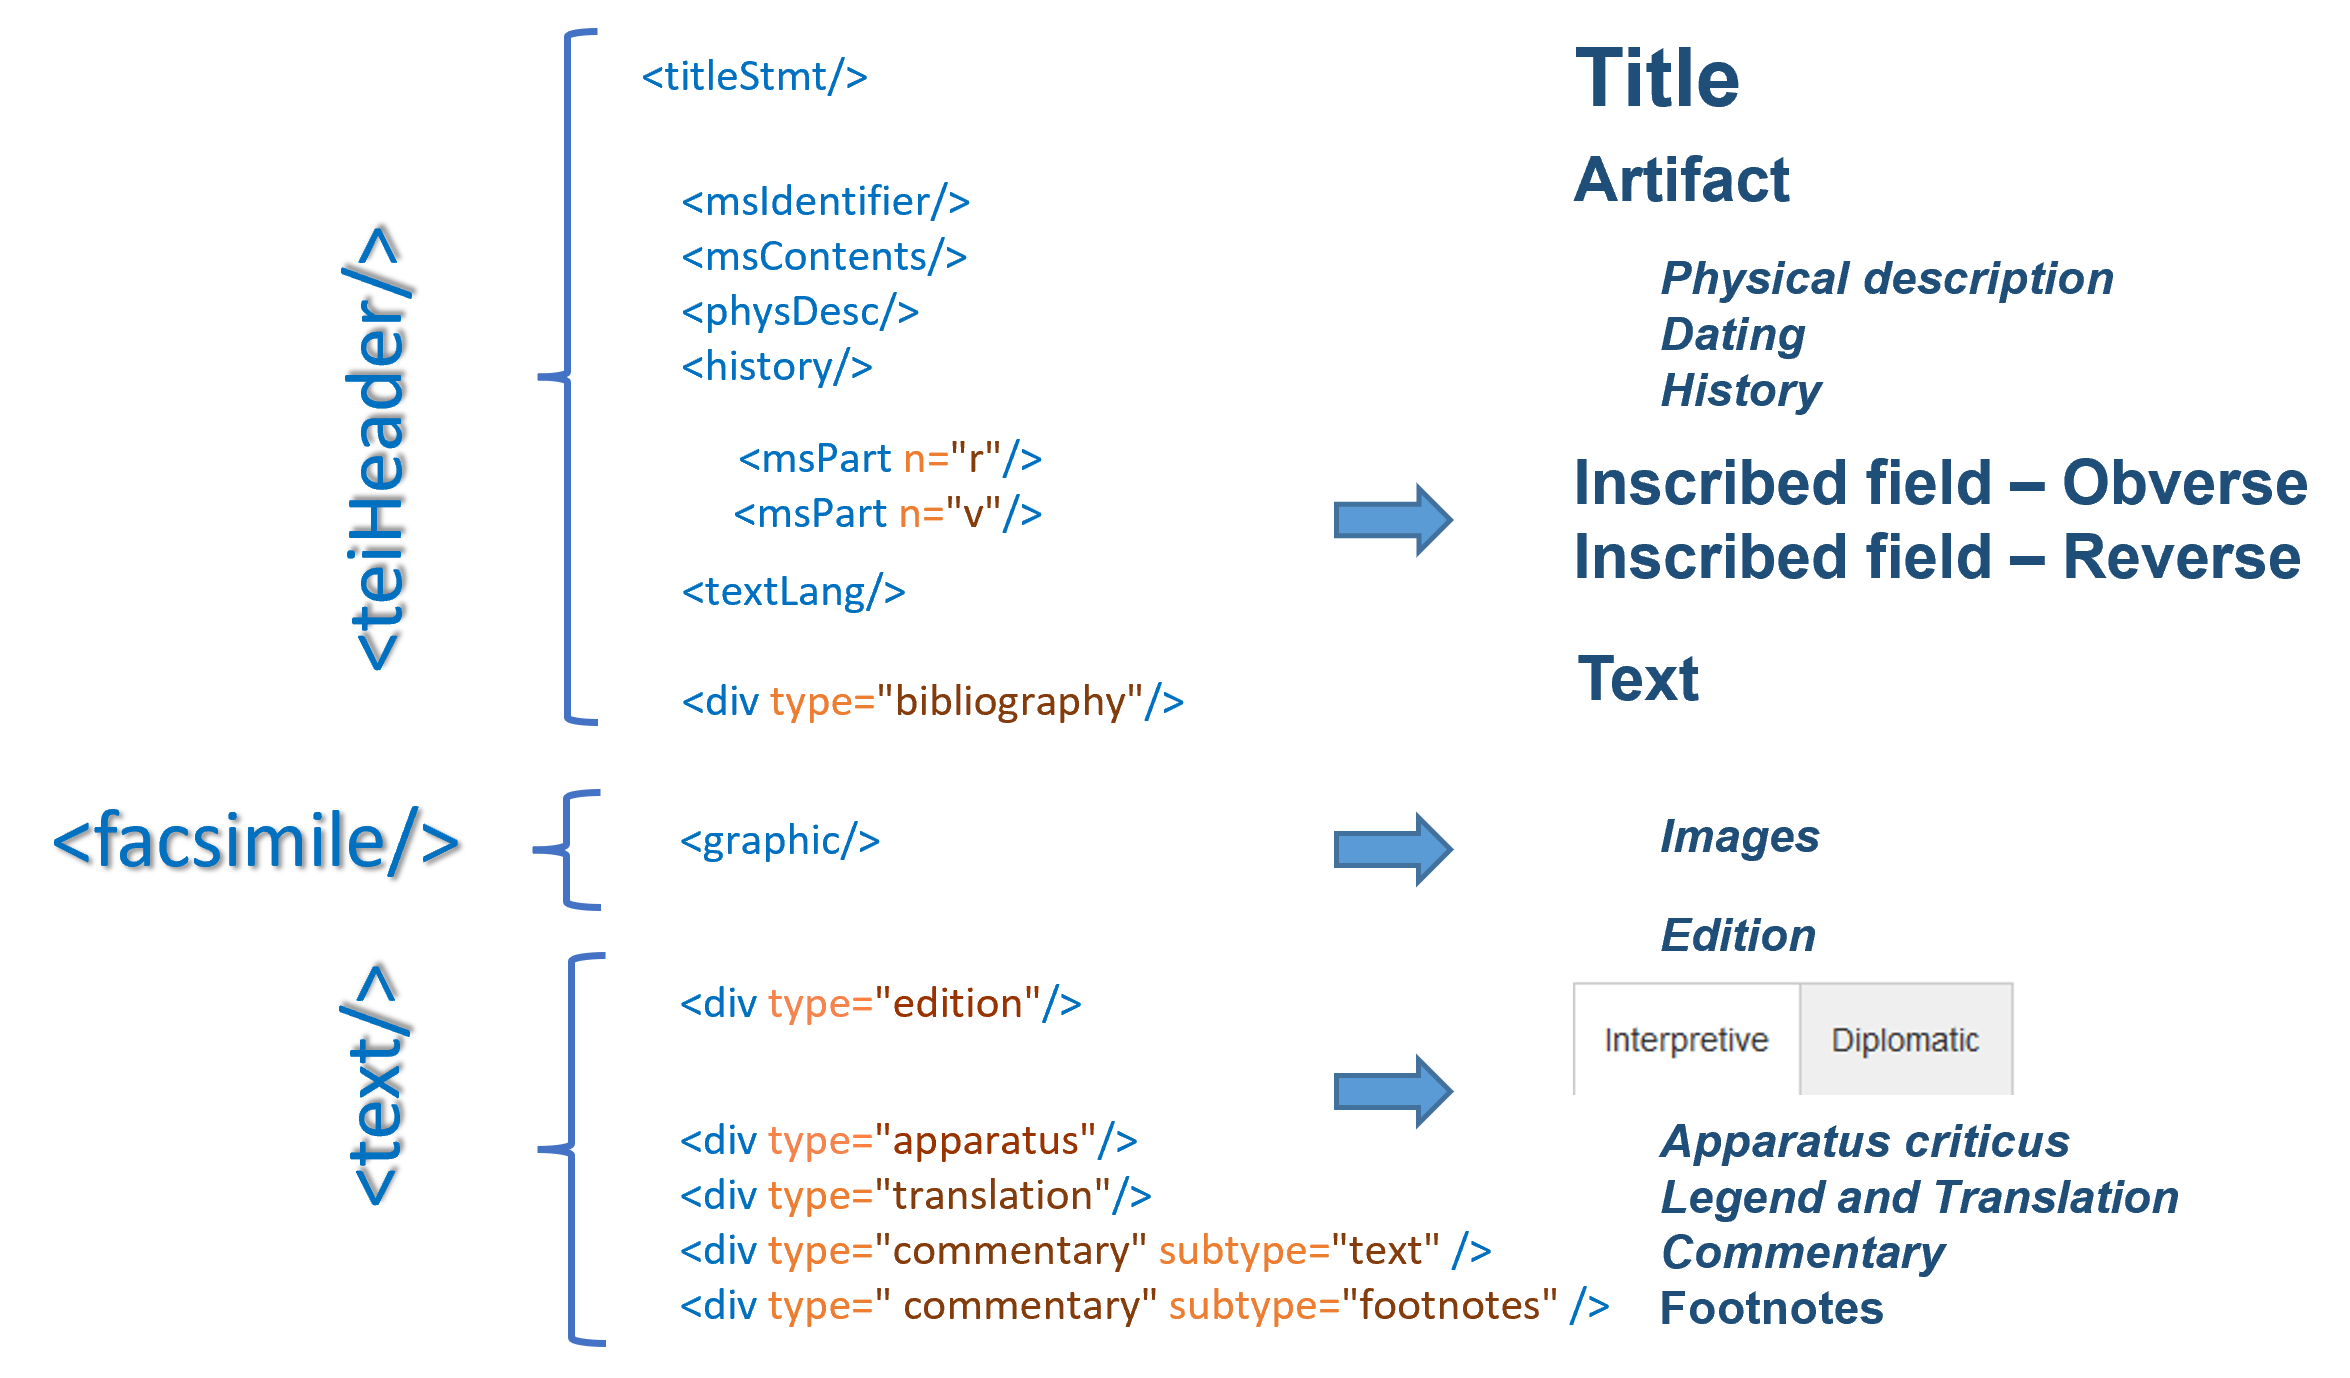 <teiHeader/>
<titleStmt/>
<msIdentifier/>
<msContents/>
<physDesc/>
<history/>
<msPart n="r"/>
<msPart n="v"/>
<textLang/>
<div type="bibliography"/>
Title
Artifact
Physical description
Dating
History
Inscribed field – Obverse
Inscribed field – Reverse
Text
<facsimile/>
<graphic/>
Images
<text/>
<div type="edition"/>
<div type="apparatus"/>
<div type="translation"/>
<div type="commentary" subtype="text" />
<div type=" commentary" subtype="footnotes" />
Edition
Interpretive Diplomatic
Apparatus criticus
Legend and Translation
Commentary
Footnotes